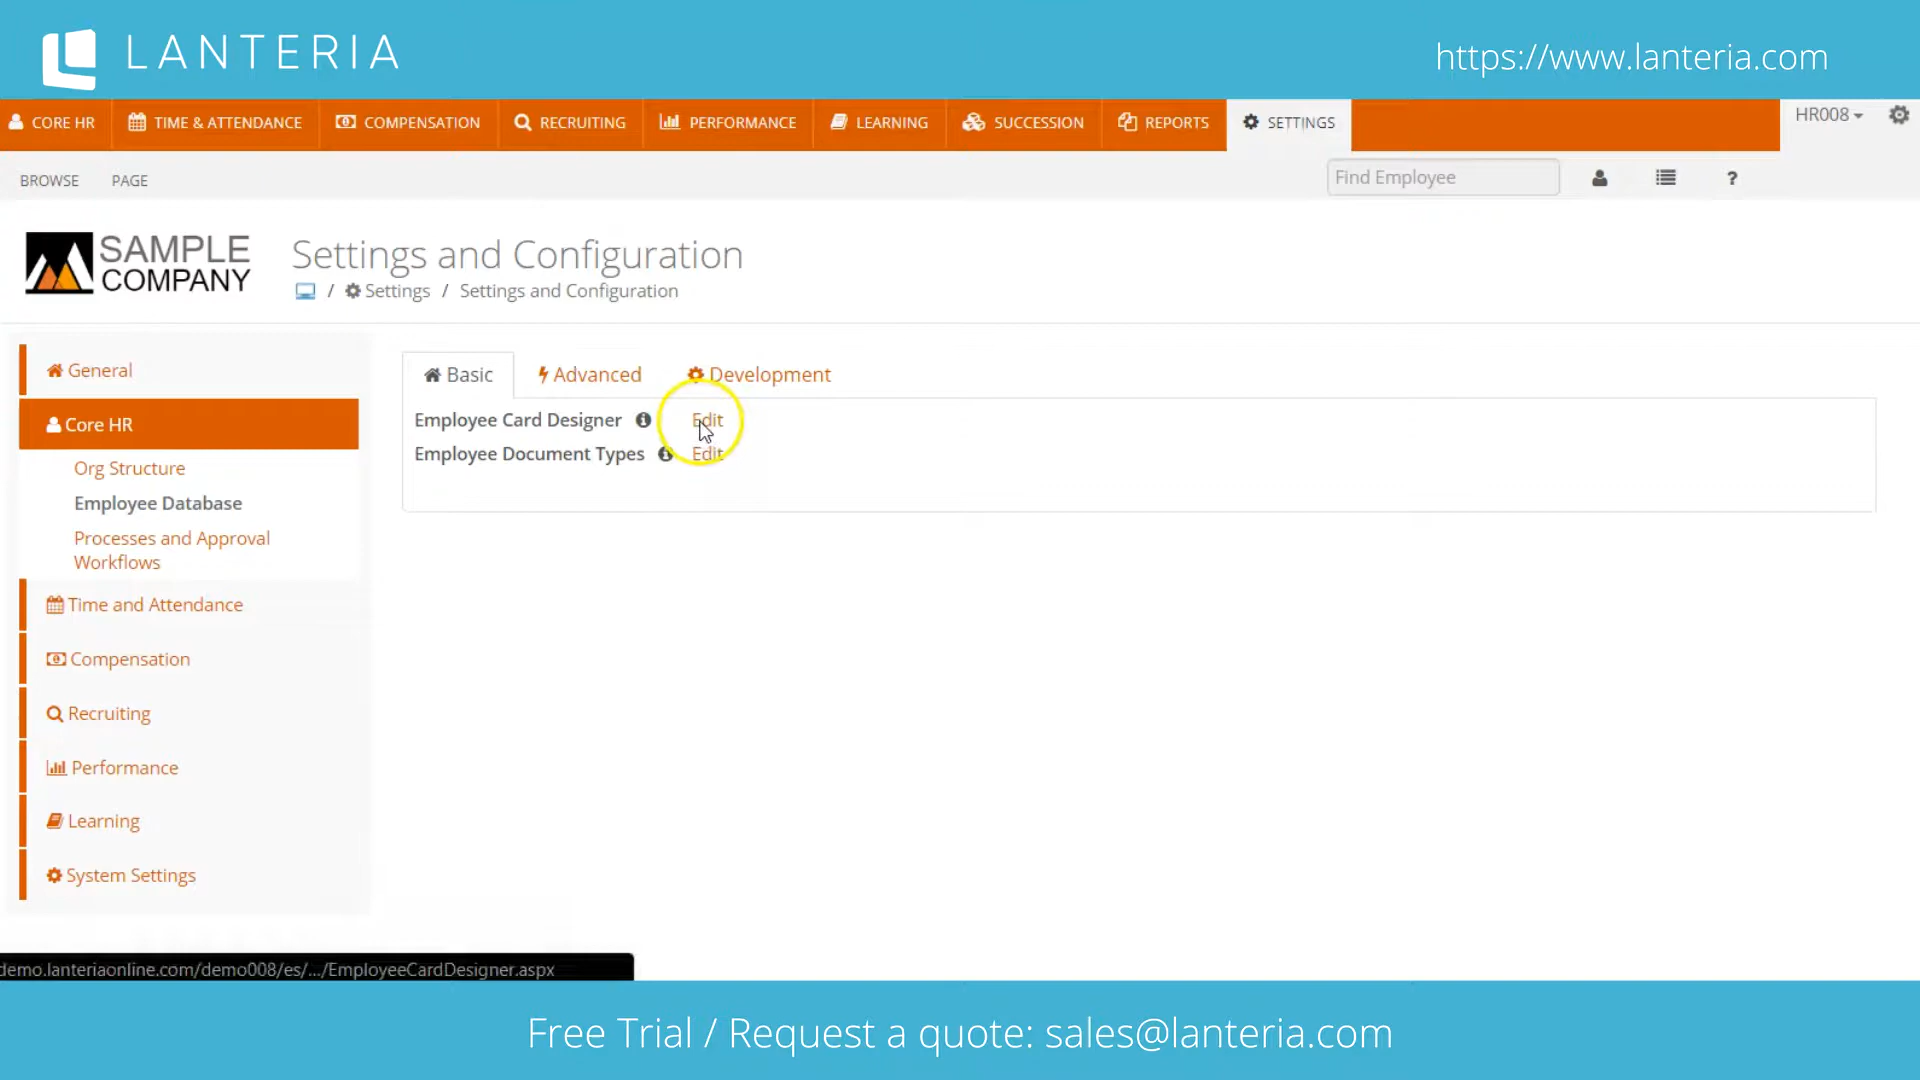 LANTERIA
https://www.lanteria.com
CORE HR
TIME & ATTENDANCE
COMPENSATION
RECRUITING
PERFORMANCE
LEARNING
SUCCESSION
REPORTS
SETTINGS
HR008
BROWSE
PAGE
Find Employee
?
SAMPLE
COMPANY
Settings and Configuration
/ Settings / Settings and Configuration
General
Core HR
Org Structure
Employee Database
Processes and Approval
Workflows
Time and Attendance
Compensation
Recruiting
Performance
Learning
System Settings
Basic
Advanced
Development
Employee Card Designer Edit
Employee Document Types Edit
demo.lanteriaonline.com/demo008/es/.../EmployeeCardDesigner.aspx
Free Trial / Request a quote: sales@lanteria.com